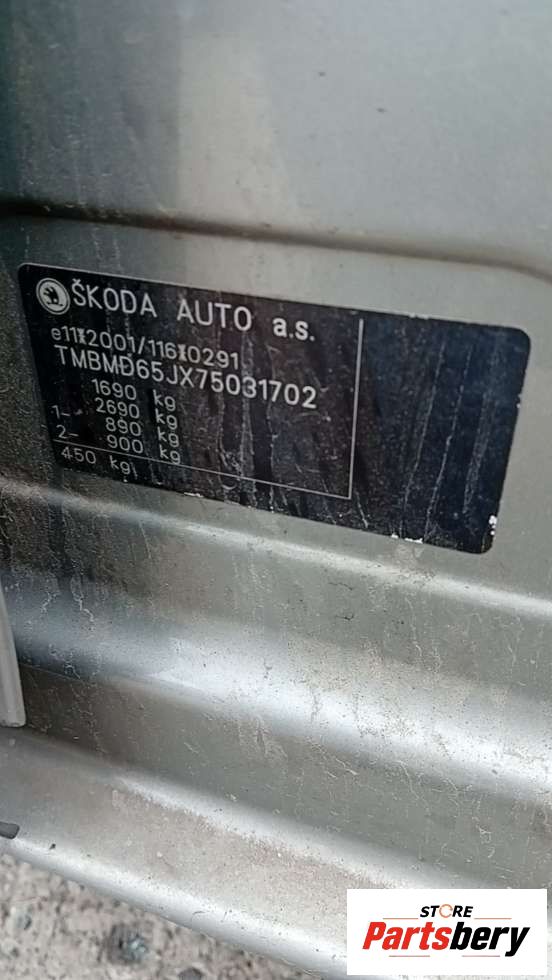 ŠKODA AUTO a.s.
e11*2001/116*0291
TMBMD65JX75031702
1690 kg
2690 kg
1– 890 kg
2– 900 kg
450 kg
STORE
Partsbery